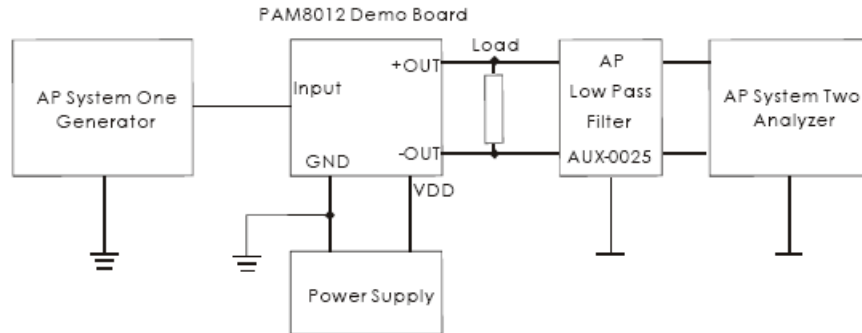 PAM8012 Demo Board
AP System One
Generator
Input
+OUT
-OUT
GND
VDD
Load
AP
Low Pass
Filter
AUX-0025
AP System Two
Analyzer
Power Supply